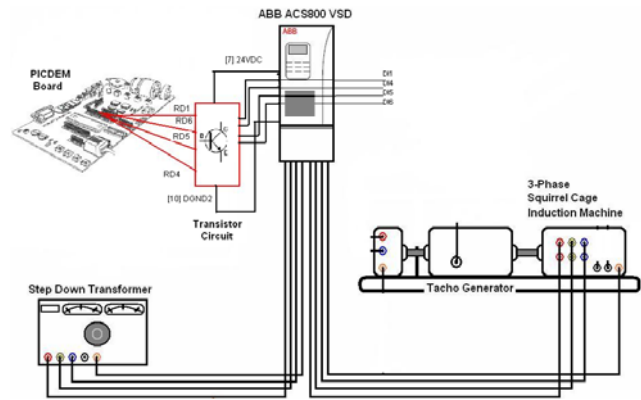 ABB ACS800 VSD
ABB
[7] 24VDC
PICDEM
Board
RD1
RD6
RD5
RD4
B
C
E
DI1
DI4
DI5
DI6
[10] DGND2
Transistor
Circuit
3-Phase
Squirrel Cage
Induction Machine
Tacho Generator
Step Down Transformer